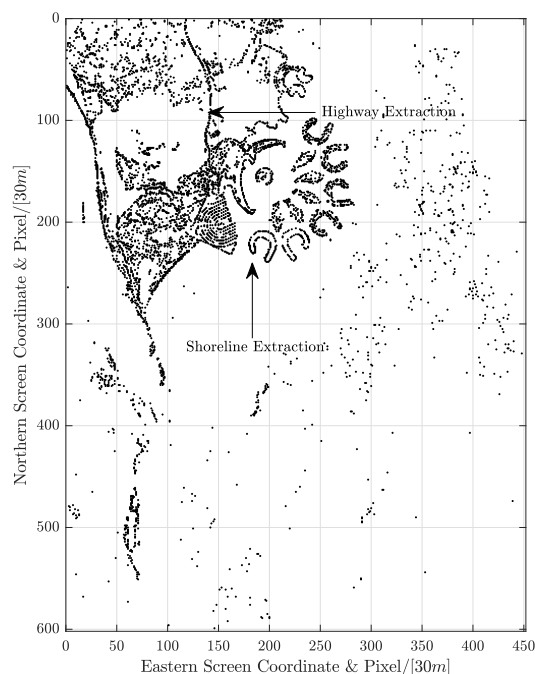 0
100
200
300
400
500
600
Northern Screen Coordinate & Pixel/[30m]
Highway Extraction
Shoreline Extraction
0 50 100 150 200 250 300 350 400 450
Eastern Screen Coordinate & Pixel/[30m]